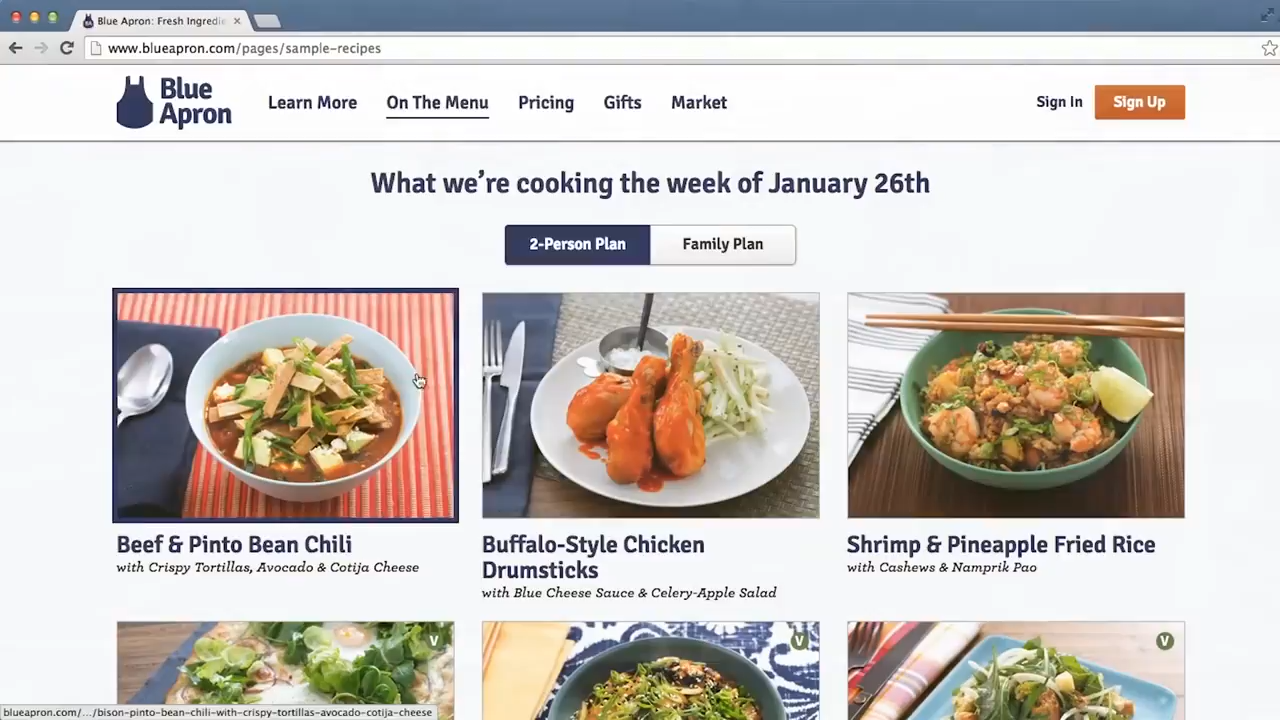 Blue Apron: Fresh Ingredie
www.blueapron.com/pages/sample-recipes
Blue
Apron
Learn More
On The Menu
Pricing
Gifts
Market
Sign In
Sign Up
What we're cooking the week of January 26th
2-Person Plan
Family Plan
Beef & Pinto Bean Chili
with Crispy Tortillas, Avocado & Cotija Cheese
Buffalo-Style Chicken
Drumsticks
with Blue Cheese Sauce & Celery-Apple Salad
Shrimp & Pineapple Fried Rice
with Cashews & Namprik Pao
V
V
V
blueapron.com/.../bison-pinto-bean-chili-with-crispy-tortillas-avocado-cotija-cheese